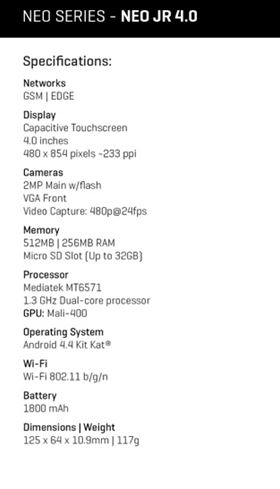 NEO SERIES - NEO JR 4.0
Specifications:
Networks
GSM | EDGE
Display
Capacitive Touchscreen
4.0 inches
480 x 854 pixels ~233 ppi
Cameras
2MP Main w/flash
VGA Front
Video Capture: 480p@24fps
Memory
512MB | 256MB RAM
Micro SD Slot (Up to 32GB)
Processor
Mediatek MT6571
1.3 GHz Dual-core processor
GPU: Mali-400
Operating System
Android 4.4 Kit Kat®
Wi-Fi
Wi-Fi 802.11 b/g/n
Battery
1800 mAh
Dimensions | Weight
125 x 64 x 10.9mm | 117g